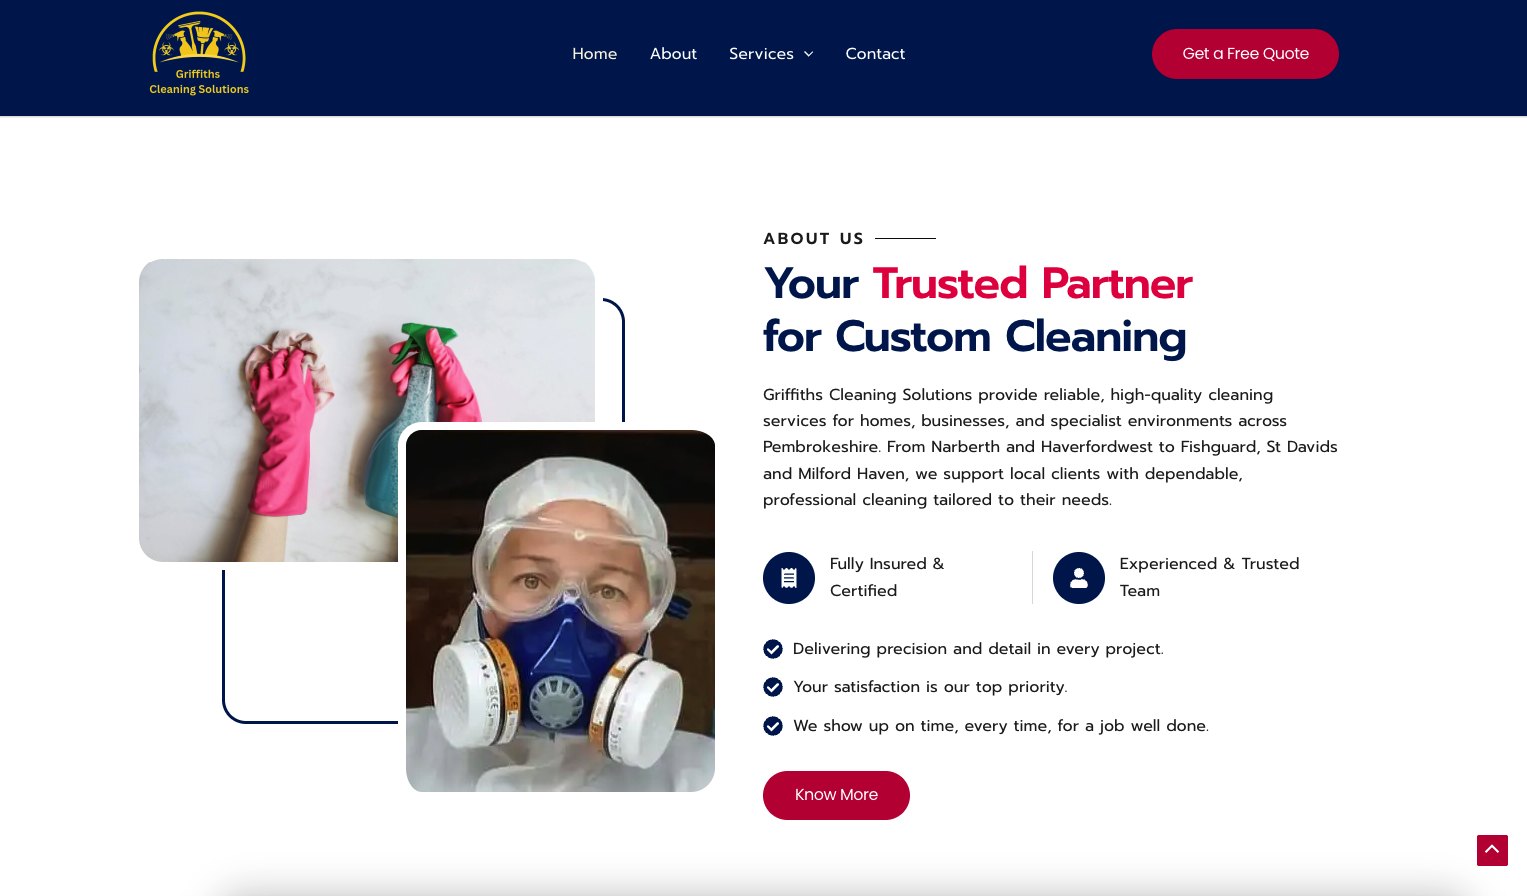 Griffiths
Cleaning Solutions
Home
About
Services
Contact
Get a Free Quote
ABOUT US
Your Trusted Partner
for Custom Cleaning
Griffiths Cleaning Solutions provide reliable, high-quality cleaning
services for homes, businesses, and specialist environments across
Pembrokeshire. From Narberth and Haverfordwest to Fishguard, St Davids
and Milford Haven, we support local clients with dependable,
professional cleaning tailored to their needs.
Fully Insured &
Certified
Experienced & Trusted
Team
Delivering precision and detail in every project.
Your satisfaction is our top priority.
We show up on time, every time, for a job well done.
Know More